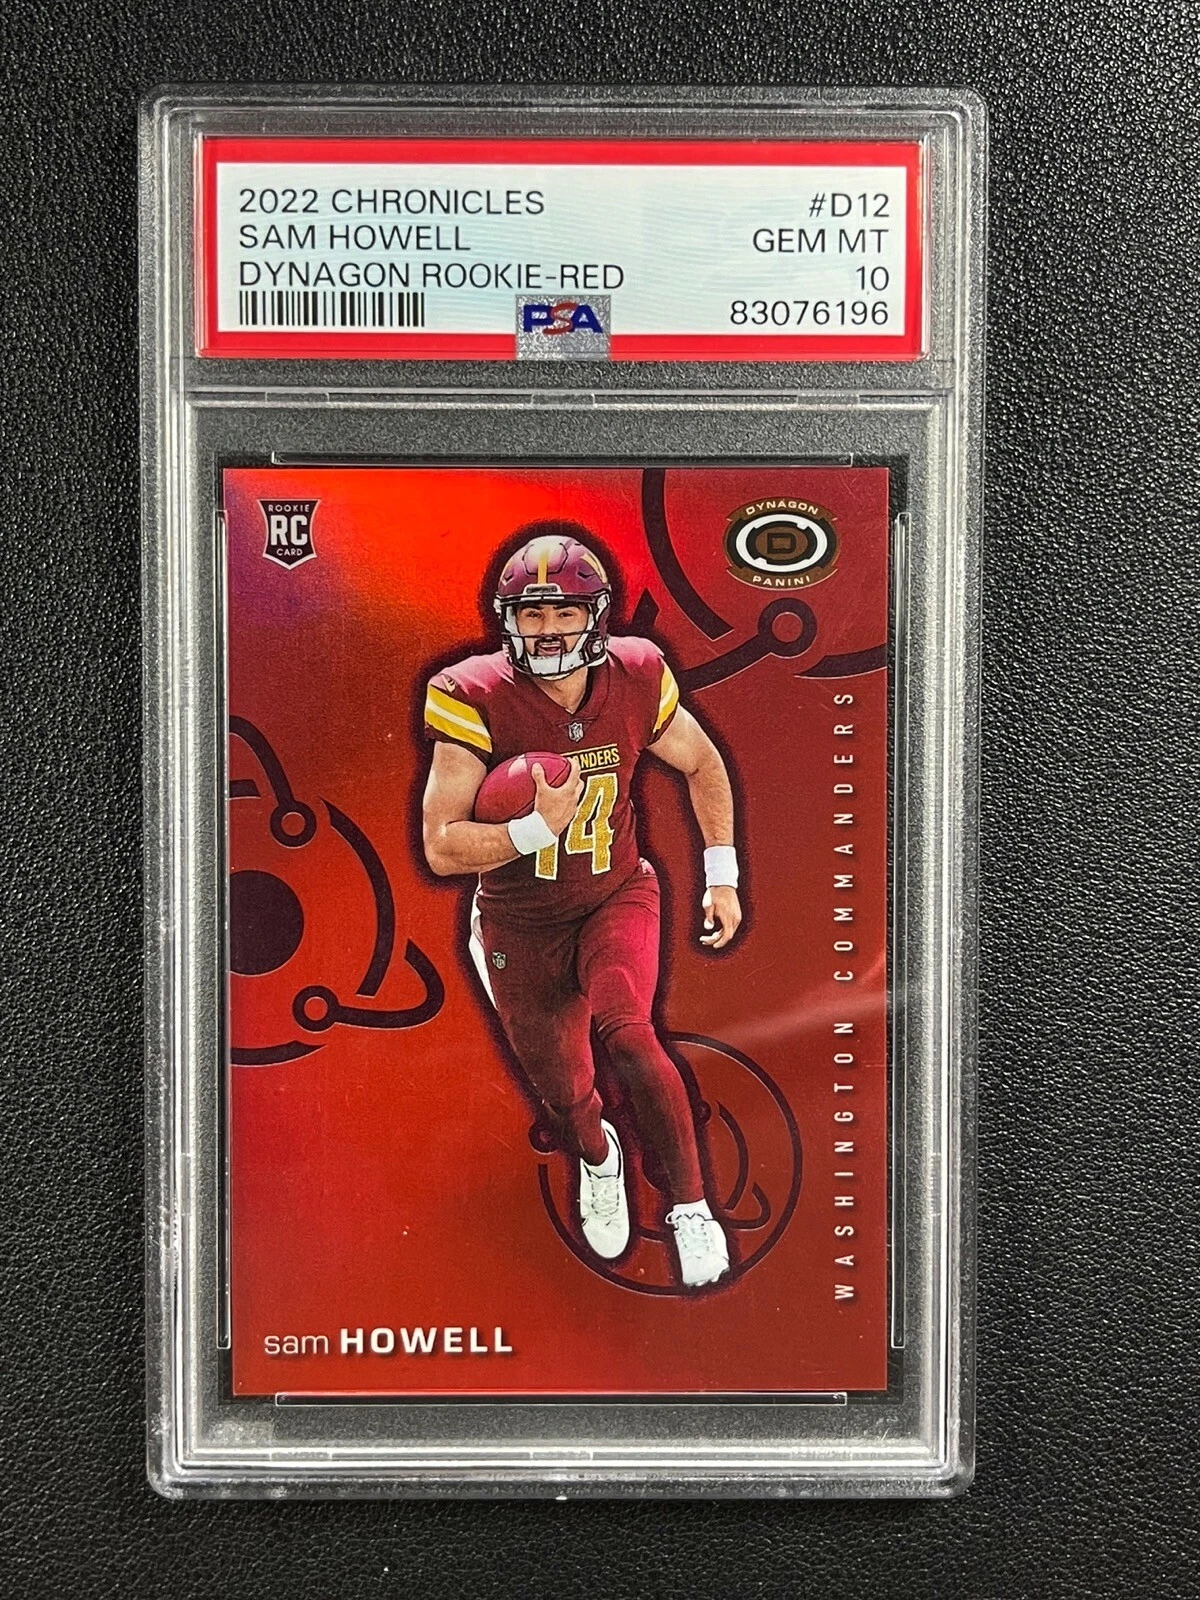 2022 CHRONICLES #D12
SAM HOWELL GEM MT
DYNAGON ROOKIE-RED 10
PSA 83076196
ROOKIE
RC
CARD
DYNAGON
D
PANINI
ANDERS
14
WASHINGTON COMMANDERS
sam HOWELL